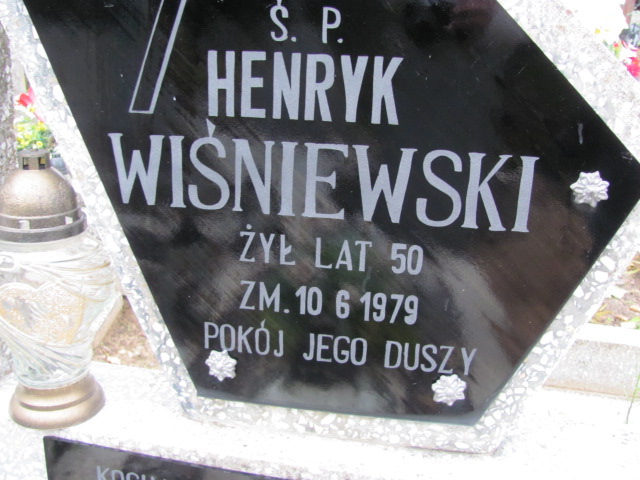 Ś. P.
HENRYK
WIŚNIEWSKI
ŻYŁ LAT 50
ZM. 10 6 1979
POKÓJ JEGO DUSZY